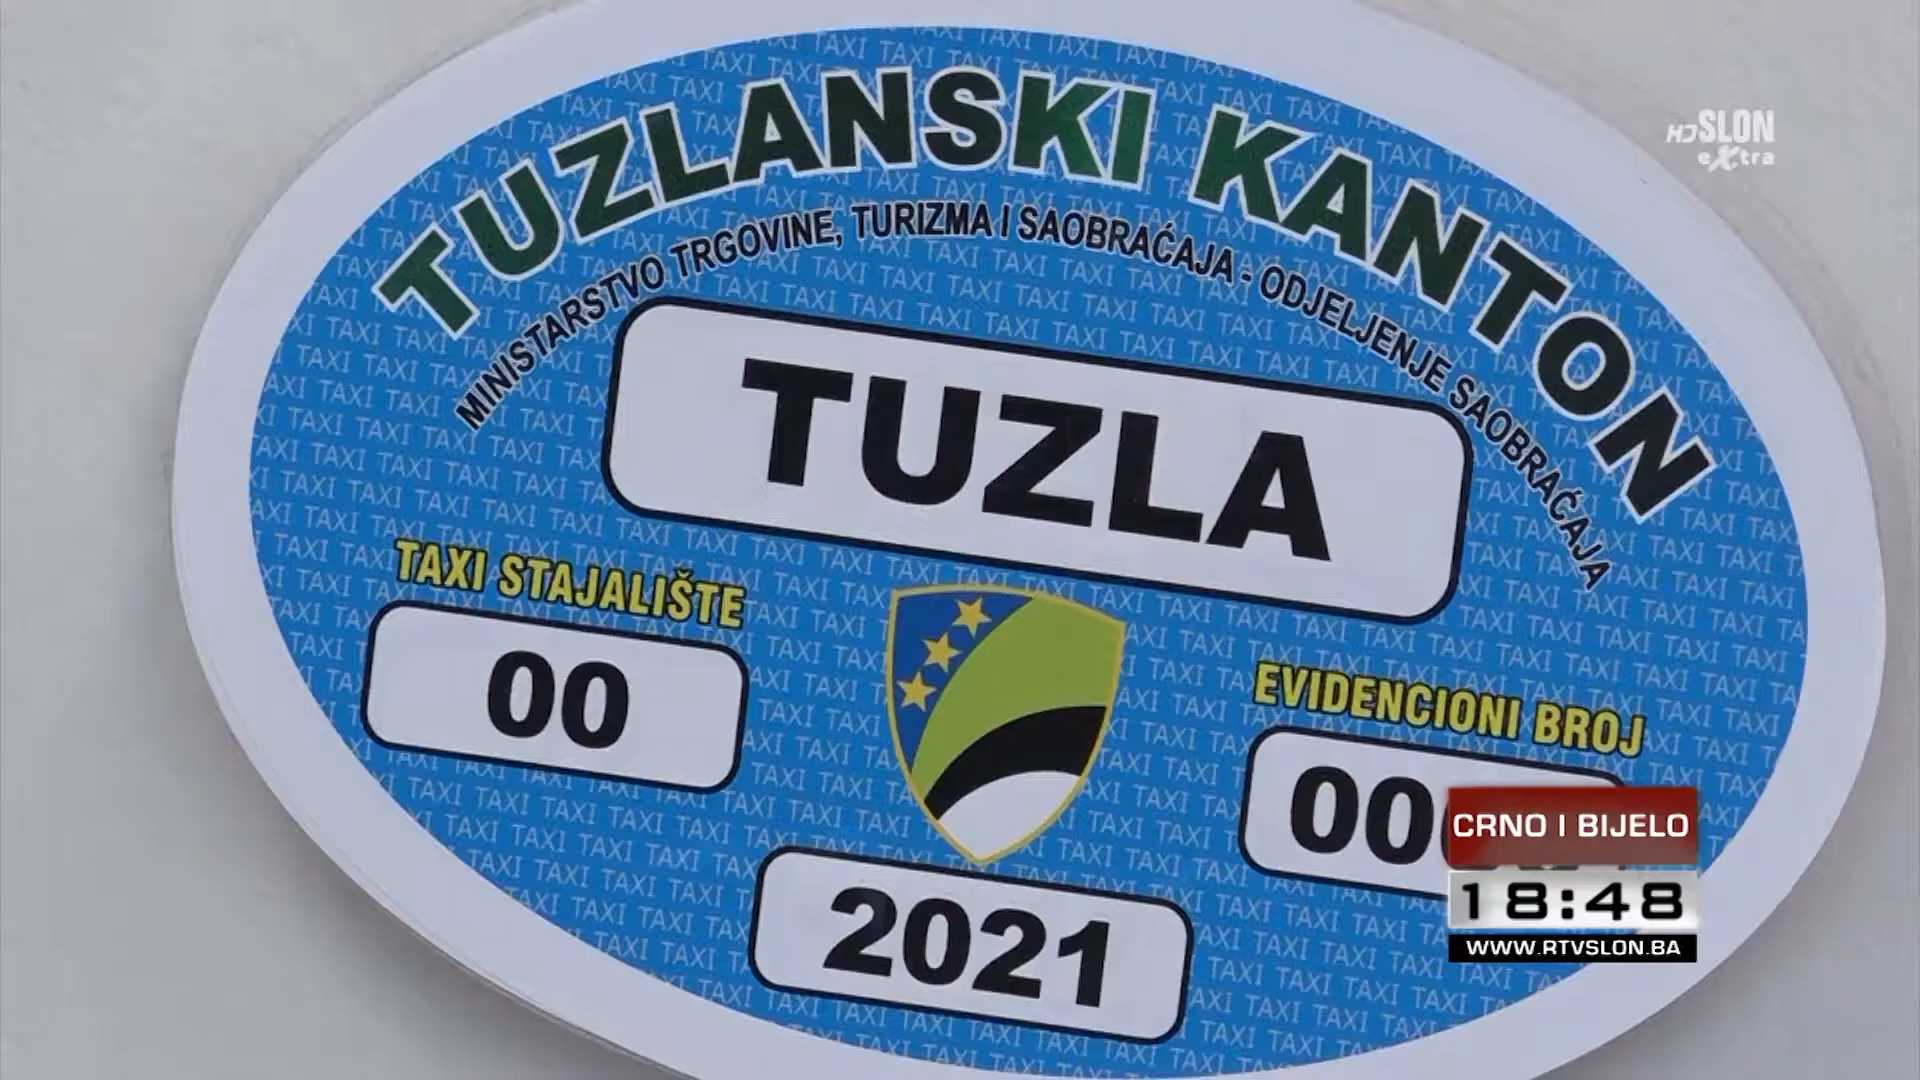 HD SLON
extra
TUZLANSKI KANTON
MINISTARSTVO TRGOVINE, TURIZMA I SAOBRAĆAJA - ODJELJENJE SAOBRAĆAJA
TUZLA
TAXI STAJALIŠTE
00
EVIDENCIONI BROJ
00
2021
CRNO I BIJELO
18:48
WWW.RTVSLON.BA